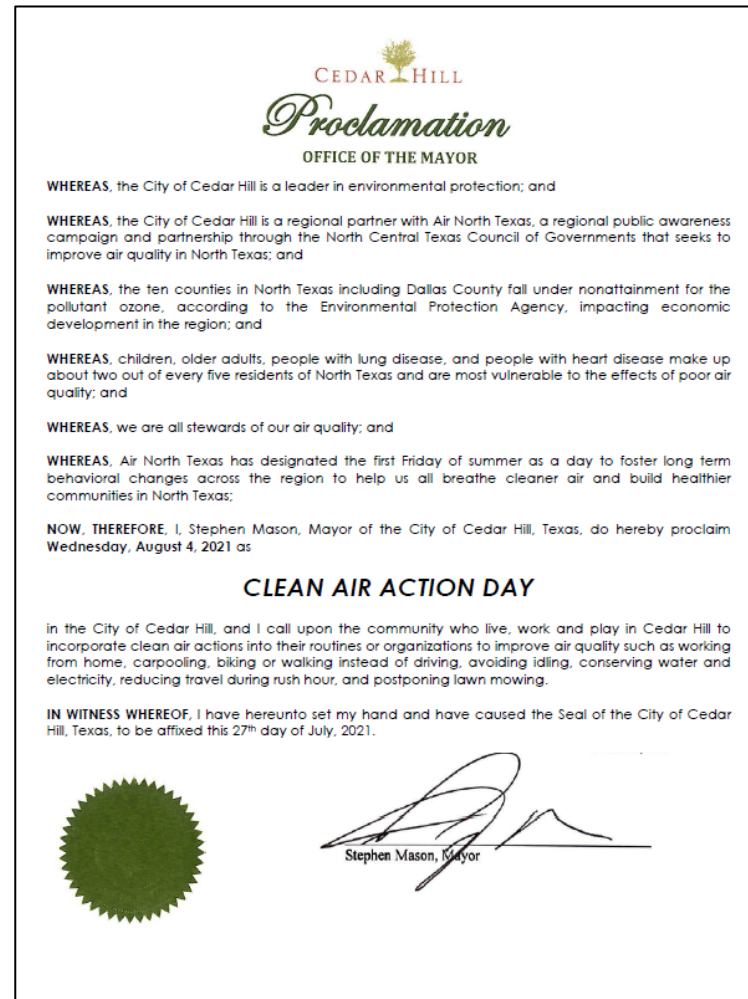 CEDAR HILL
Proclamation
OFFICE OF THE MAYOR
WHEREAS, the City of Cedar Hill is a leader in environmental protection; and
WHEREAS, the City of Cedar Hill is a regional partner with Air North Texas, a regional public awareness
campaign and partnership through the North Central Texas Council of Governments that seeks to
improve air quality in North Texas; and
WHEREAS, the ten counties in North Texas including Dallas County fall under nonattainment for the
pollutant ozone, according to the Environmental Protection Agency, impacting economic
development in the region; and
WHEREAS, children, older adults, people with lung disease, and people with heart disease make up
about two out of every five residents of North Texas and are most vulnerable to the effects of poor air
quality; and
WHEREAS, we are all stewards of our air quality; and
WHEREAS, Air North Texas has designated the first Friday of summer as a day to foster long term
behavioral changes across the region to help us all breathe cleaner air and build healthier
communities in North Texas;
NOW, THEREFORE, I, Stephen Mason, Mayor of the City of Cedar Hill, Texas, do hereby proclaim
Wednesday, August 4, 2021 as
CLEAN AIR ACTION DAY
in the City of Cedar Hill, and I call upon the community who live, work and play in Cedar Hill to
incorporate clean air actions into their routines or organizations to improve air quality such as working
from home, carpooling, biking or walking instead of driving, avoiding idling, conserving water and
electricity, reducing travel during rush hour, and postponing lawn mowing.
IN WITNESS WHEREOF, I have hereunto set my hand and have caused the Seal of the City of Cedar
Hill, Texas, to be affixed this 27th day of July, 2021.
Stephen Mason, Mayor